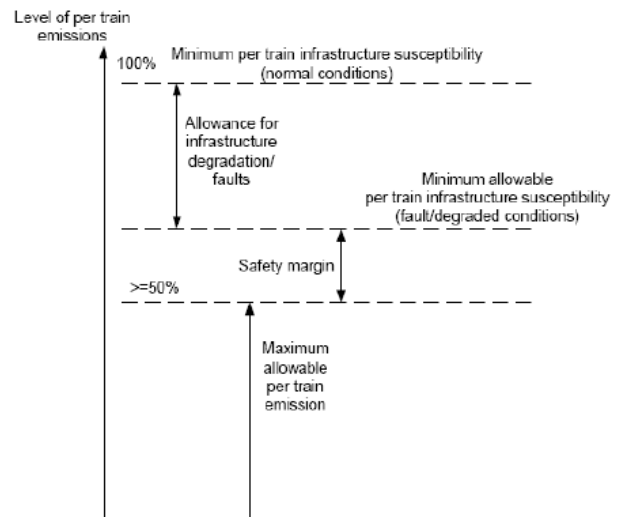 Level of per train
emissions
100%
Minimum per train infrastructure susceptibility
(normal conditions)
Allowance for
infrastructure
degradation/
faults
Minimum allowable
per train infrastructure susceptibility
(fault/degraded conditions)
Safety margin
>=50%
Maximum
allowable
per train
emission